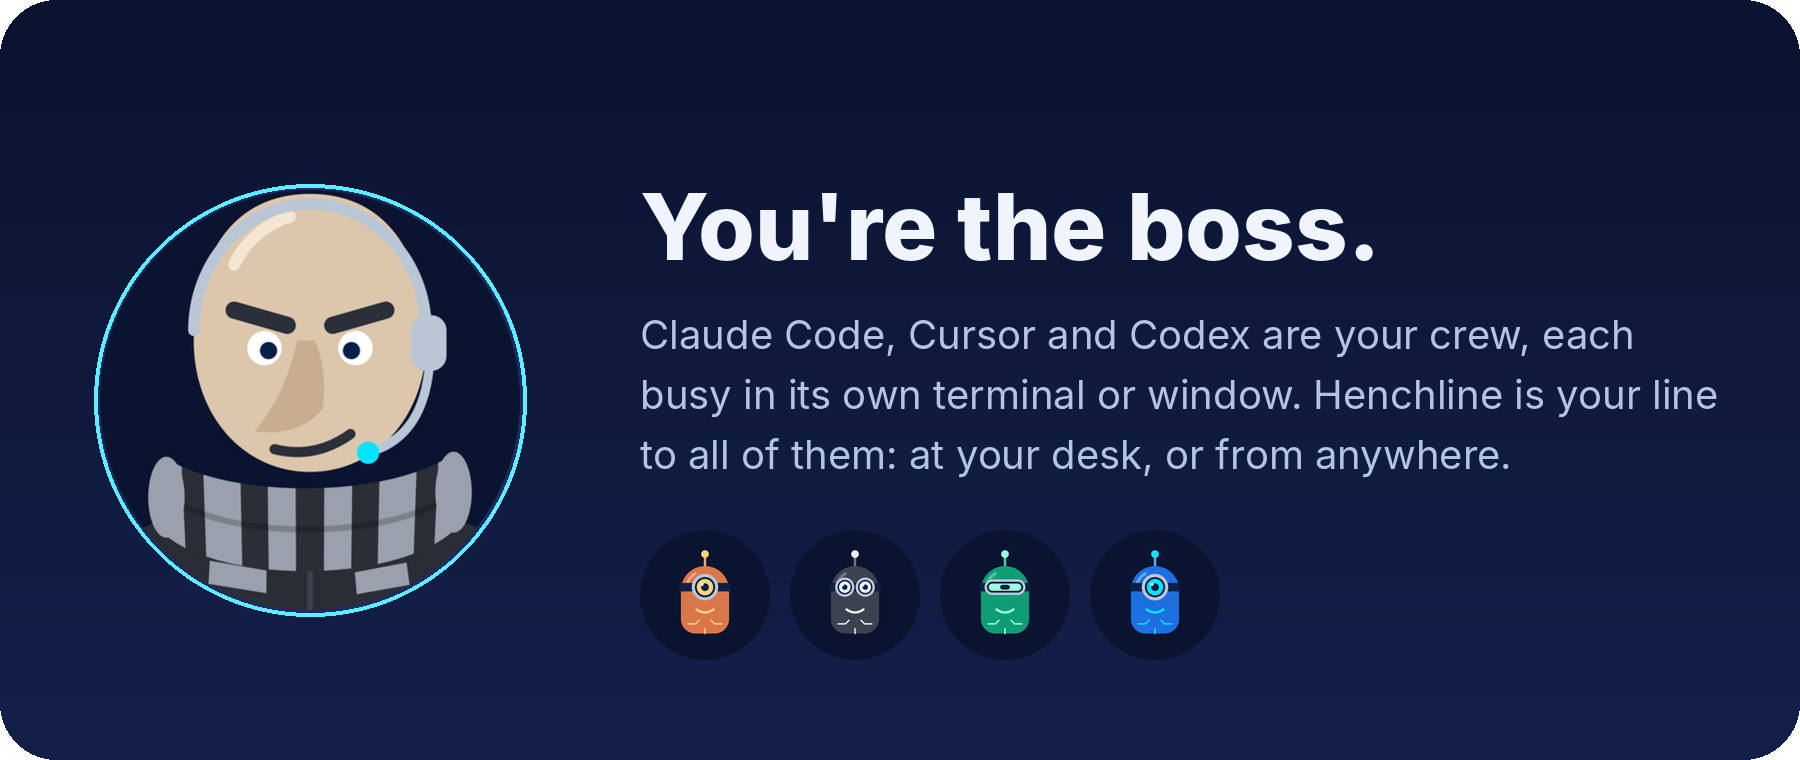 You're the boss.
Claude Code, Cursor and Codex are your crew, each
busy in its own terminal or window. Henchline is your line
to all of them: at your desk, or from anywhere.